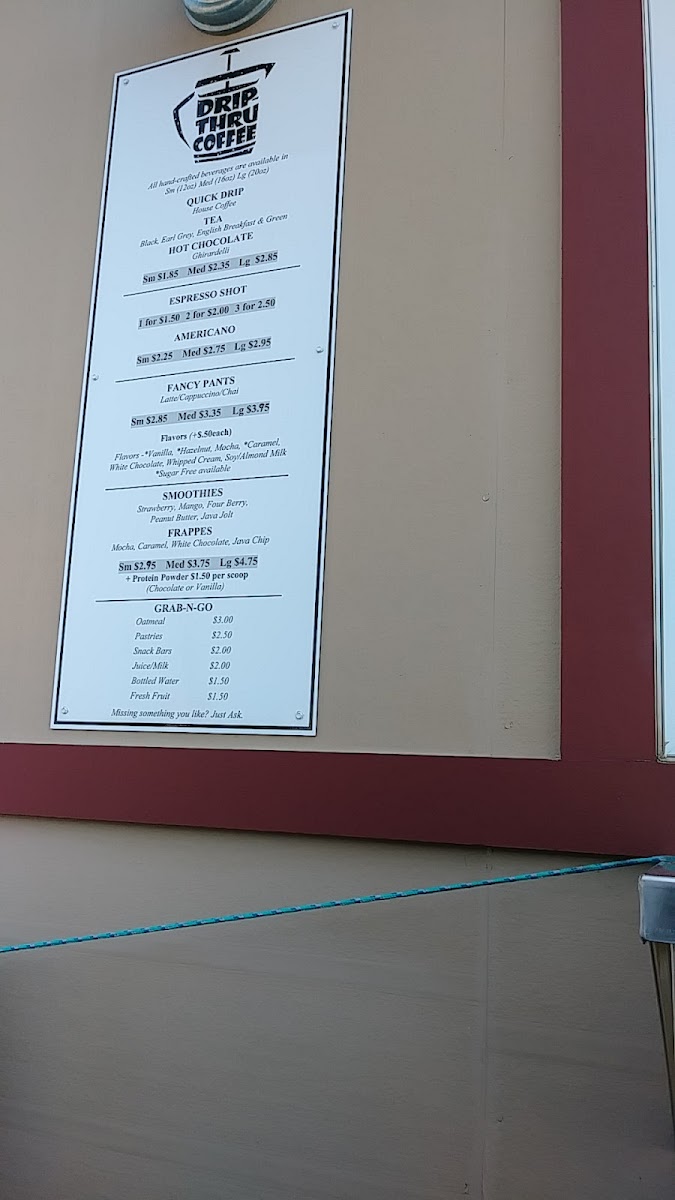 DRIP
THRU
COFFEE
All hand-crafted beverages are available in
Sm (12oz) Med (16oz) Lg (20oz)
QUICK DRIP
House Coffee
TEA
Black, Earl Grey, English Breakfast & Green
HOT CHOCOLATE
Ghirardelli
Sm $1.85 Med $2.35 Lg $2.85
ESPRESSO SHOT
1 for $1.50 2 for $2.00 3 for 2.50
AMERICANO
Sm $2.25 Med $2.75 Lg $2.95
FANCY PANTS
Latte/Cappuccino/Chai
Sm $2.85 Med $3.35 Lg $3.95
Flavors (+$.50each)
Flavors -*Vanilla, *Hazelnut, Mocha, *Caramel,
White Chocolate, Whipped Cream, Soy/Almond Milk
*Sugar Free available
SMOOTHIES
Strawberry, Mango, Four Berry,
Peanut Butter, Java Jolt
FRAPPES
Mocha, Caramel, White Chocolate, Java Chip
Sm $2.95 Med $3.75 Lg $4.75
+ Protein Powder $1.50 per scoop
(Chocolate or Vanilla)
GRAB-N-GO
Oatmeal $3.00
Pastries $2.50
Snack Bars $2.00
Juice/Milk $2.00
Bottled Water $1.50
Fresh Fruit $1.50
Missing something you like? Just Ask.